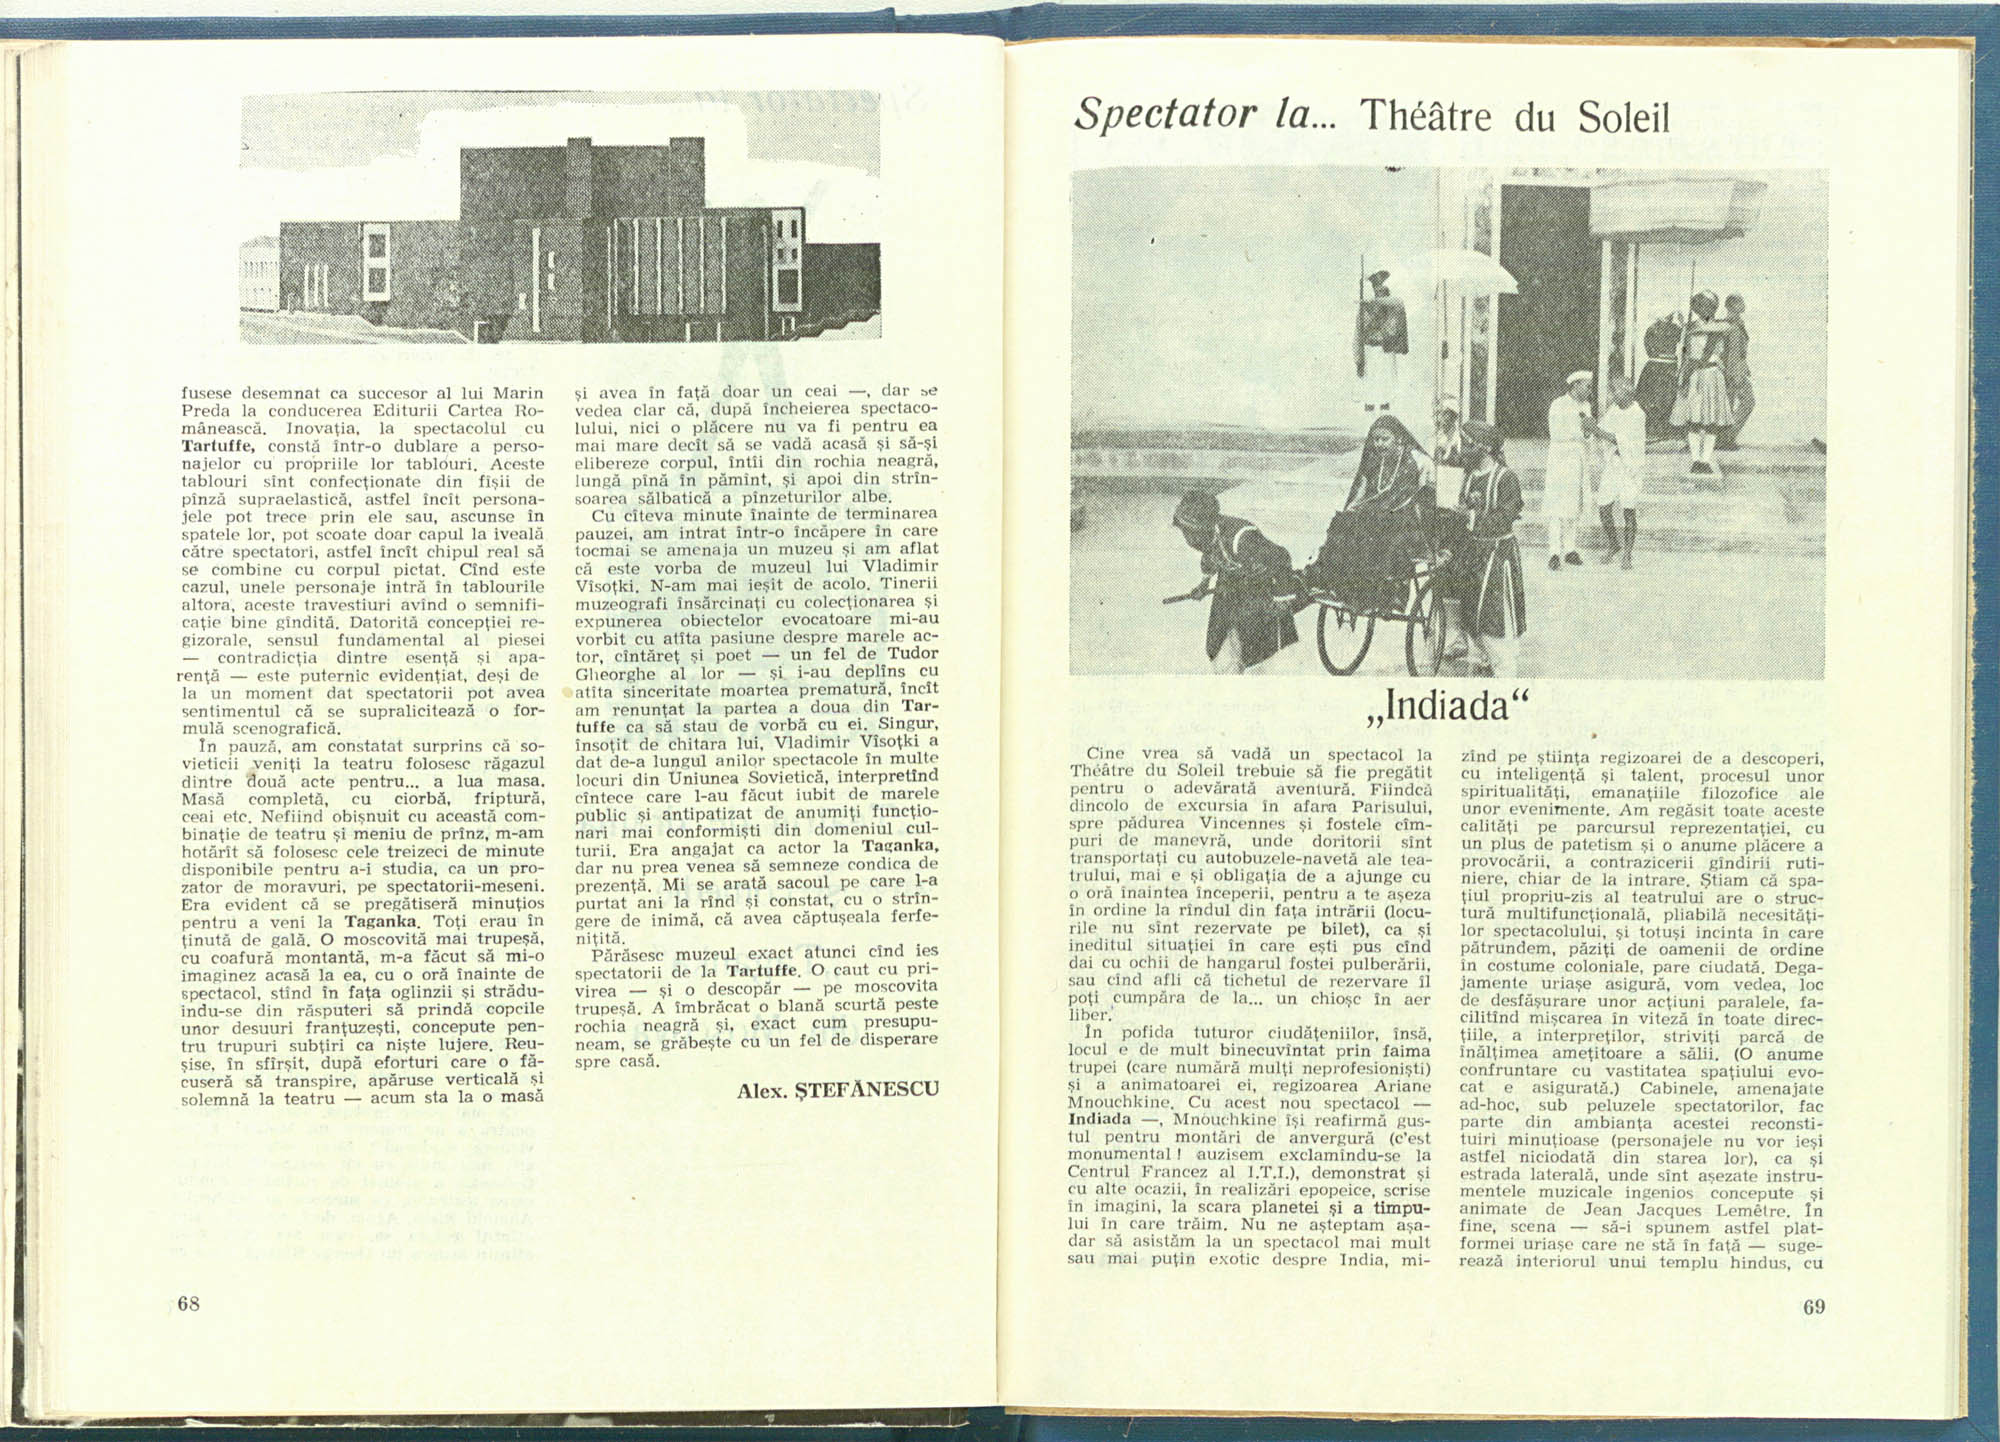 fusese desemnat ca succesor al lui Marin
Preda la conducerea Editurii Cartea Ro-
mânească. Inovația, la spectacolul cu
Tartuffe, constă într-o dublare a perso-
najelor cu propriile lor tablouri. Aceste
tablouri sînt confecționate din fîșii de
pînză supraelastică, astfel încît persona-
jele pot trece prin ele sau, ascunse în
spatele lor, pot scoate doar capul la iveală
către spectatori, astfel încît chipul real să
se combine cu corpul pictat. Cînd este
cazul, unele personaje intră în tablourile
altora, aceste travestiuri avînd o semnifi-
cație bine gîndită. Datorită concepției re-
gizorale, sensul fundamental al piesei
— contradicția dintre esență și apa-
rență — este puternic evidențiat, deși de
la un moment dat spectatorii pot avea
sentimentul că se supralicitează o for-
mulă scenografică.
În pauză, am constatat surprins că so-
vieticii veniți la teatru folosesc răgazul
dintre două acte pentru... a lua masa.
Masă completă, cu ciorbă, friptură,
ceai etc. Nefiind obișnuit cu această com-
binație de teatru și meniu de prînz, m-am
hotărît să folosesc cele treizeci de minute
disponibile pentru a-i studia, ca un pro-
zator de moravuri, pe spectatorii-meseni.
Era evident că se pregătiseră minuțios
pentru a veni la Taganka. Toți erau în
ținută de gală. O moscovită mai trupeșă,
cu coafură montantă, m-a făcut să mi-o
imaginez acasă la ea, cu o oră înainte de
spectacol, stînd în fața oglinzii și strădu-
indu-se din răsputeri să prindă copcile
unor desuuri franțuzești, concepute pen-
tru trupuri subțiri ca niște lujere. Reu-
șise, în sfîrșit, după eforturi care o fă-
cuseră să transpire, apăruse verticală și
solemnă la teatru — acum sta la o masă
și avea în față doar un ceai —, dar se
vedea clar că, după încheierea spectaco-
lului, nici o plăcere nu va fi pentru ea
mai mare decît să se vadă acasă și să-și
elibereze corpul, întîi din rochia neagră,
lungă pînă în pămînt, și apoi din strîn-
soarea sălbatică a pînzeturilor albe.
Cu cîteva minute înainte de terminarea
pauzei, am intrat într-o încăpere în care
tocmai se amenaja un muzeu și am aflat
că este vorba de muzeul lui Vladimir
Vîsoțki. N-am mai ieșit de acolo. Tinerii
muzeografi însărcinați cu colecționarea și
expunerea obiectelor evocatoare mi-au
vorbit cu atîta pasiune despre marele ac-
tor, cîntăreț și poet — un fel de Tudor
Gheorghe al lor — și i-au deplîns cu
atîta sinceritate moartea prematură, încît
am renunțat la partea a doua din Tar-
tuffe ca să stau de vorbă cu ei. Singur,
însoțit de chitara lui, Vladimir Vîsoțki a
dat de-a lungul anilor spectacole în multe
locuri din Uniunea Sovietică, interpretînd
cîntece care l-au făcut iubit de marele
public și antipatizat de anumiți funcțio-
nari mai conformiști din domeniul cul-
turii. Era angajat ca actor la Taganka,
dar nu prea venea să semneze condica de
prezență. Mi se arată sacoul pe care l-a
purtat ani la rînd și constat, cu o strîn-
gere de inimă, că avea căptușeala ferfe-
nițită.
Părăsesc muzeul exact atunci cînd ies
spectatorii de la Tartuffe. O caut cu pri-
virea — și o descopăr — pe moscovita
trupeșă. A îmbrăcat o blană scurtă peste
rochia neagră și, exact cum presupu-
neam, se grăbește cu un fel de disperare
spre casă.
Alex. ȘTEFĂNESCU
68
Spectator la... Théâtre du Soleil
„Indiada“
Cine vrea să vadă un spectacol la
Théâtre du Soleil trebuie să fie pregătit
pentru o adevărată aventură. Fiindcă
dincolo de excursia în afara Parisului,
spre pădurea Vincennes și fostele cîm-
puri de manevră, unde doritorii sînt
transportați cu autobuzele-navetă ale tea-
trului, mai e și obligația de a ajunge cu
o oră înaintea începerii, pentru a te așeza
în ordine la rîndul din fața intrării (locu-
rile nu sînt rezervate pe bilet), ca și
ineditul situației în care ești pus cînd
dai cu ochii de hangarul fostei pulberării,
sau cînd afli că tichetul de rezervare îl
poți cumpăra de la... un chioșc în aer
liber.
În pofida tuturor ciudățeniilor, însă,
locul e de mult binecuvîntat prin faima
trupei (care numără mulți neprofesioniști)
și a animatoarei ei, regizoarea Ariane
Mnouchkine. Cu acest nou spectacol —
Indiada —, Mnouchkine își reafirmă gus-
tul pentru montări de anvergură (c'est
monumental ! auzisem exclamîndu-se la
Centrul Francez al I.T.I.), demonstrat și
cu alte ocazii, în realizări epopeice, scrise
în imagini, la scara planetei și a timpu-
lui în care trăim. Nu ne așteptam așa-
dar să asistăm la un spectacol mai mult
sau mai puțin exotic despre India, mi-
zînd pe știința regizoarei de a descoperi,
cu inteligență și talent, procesul unor
spiritualități, emanațiile filozofice ale
unor evenimente. Am regăsit toate aceste
calități pe parcursul reprezentației, cu
un plus de patetism și o anume plăcere a
provocării, a contrazicerii gîndirii ruti-
niere, chiar de la intrare. Știam că spa-
țiul propriu-zis al teatrului are o struc-
tură multifuncțională, pliabilă necesități-
lor spectacolului, și totuși incinta în care
pătrundem, păziți de oamenii de ordine
în costume coloniale, pare ciudată. Dega-
jamente uriașe asigură, vom vedea, loc
de desfășurare unor acțiuni paralele, fa-
cilitînd mișcarea în viteză în toate direc-
țiile, a interpreților, striviți parcă de
înălțimea amețitoare a sălii. (O anume
confruntare cu vastitatea spațiului evo-
cat e asigurată.) Cabinele, amenajate
ad-hoc, sub peluzele spectatorilor, fac
parte din ambianța acestei reconsti-
tuiri minuțioase (personajele nu vor ieși
astfel niciodată din starea lor), ca și
estrada laterală, unde sînt așezate instru-
mentele muzicale ingenios concepute și
animate de Jean Jacques Lemêtre. În
fine, scena — să-i spunem astfel plat-
formei uriașe care ne stă în față — suge-
rează interiorul unui templu hindus, cu
69